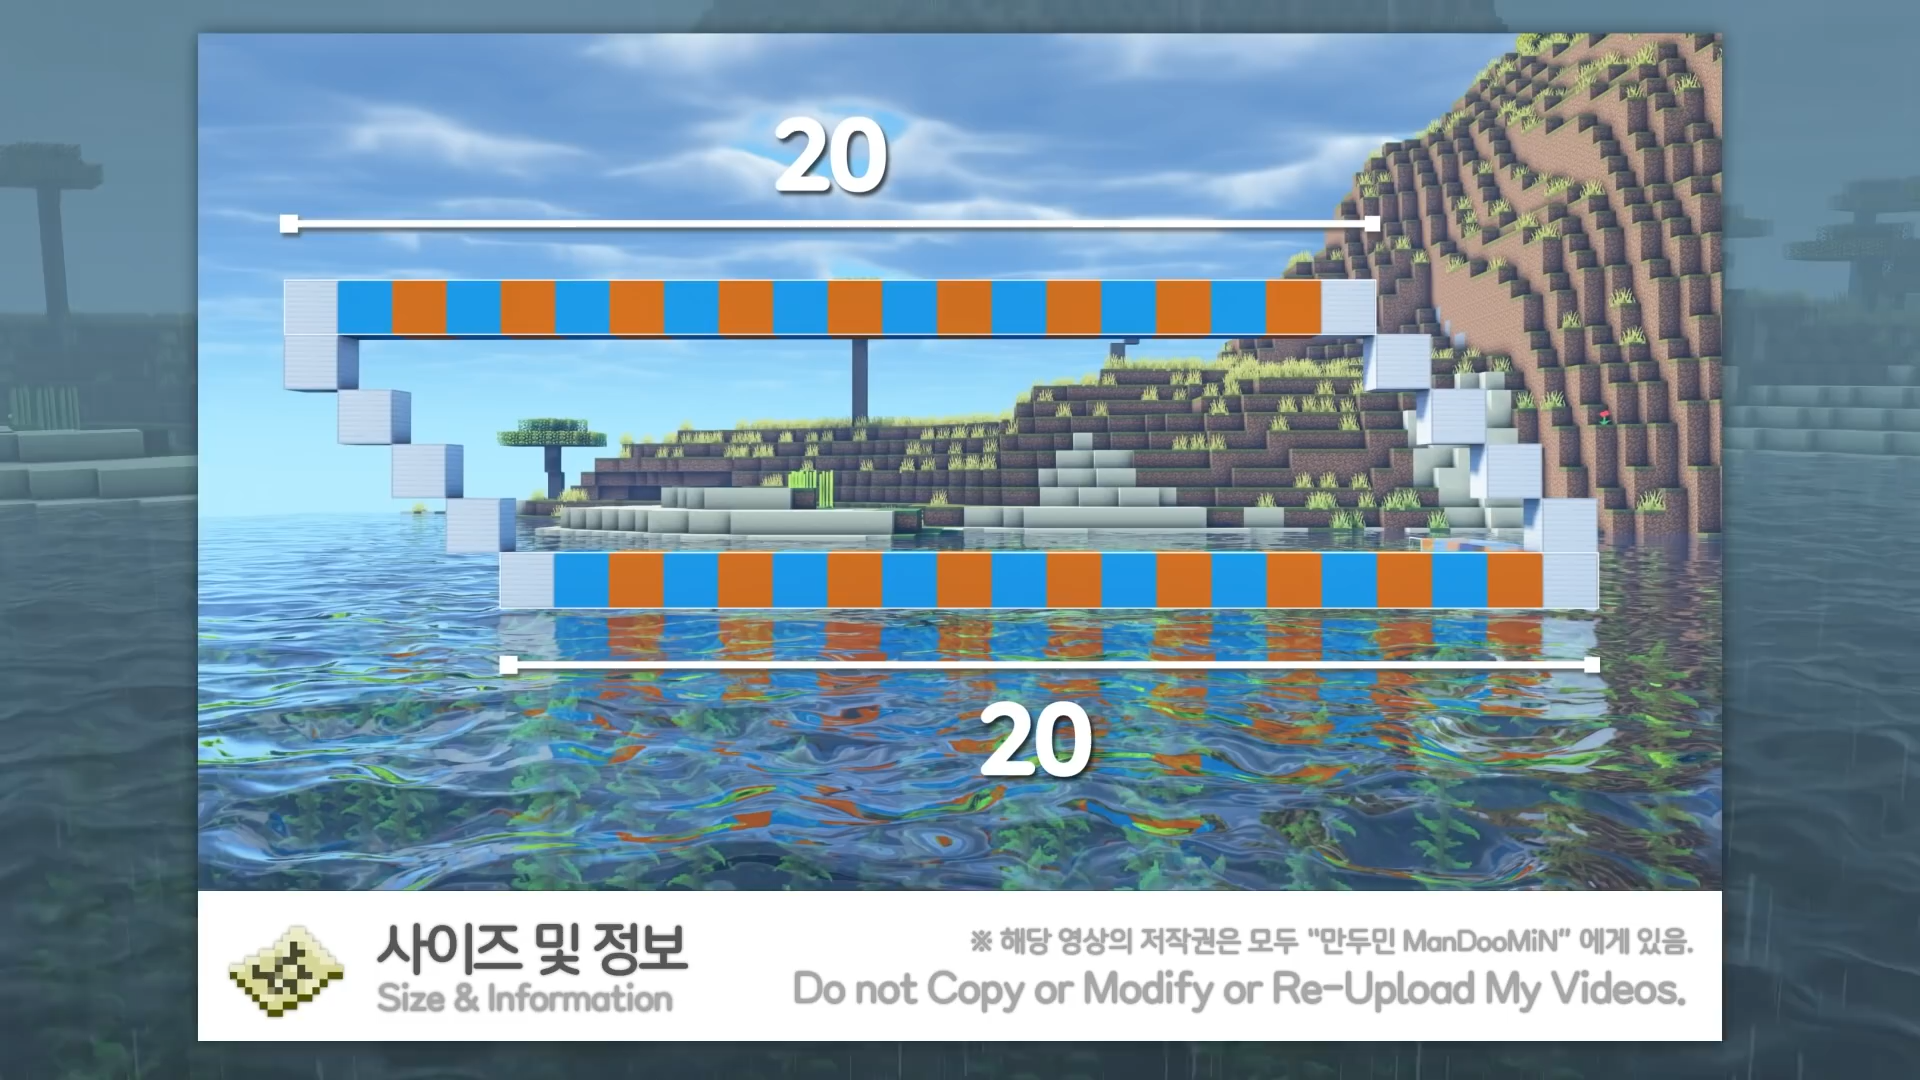 20
20
사이즈 및 정보
Size & Information
※ 해당 영상의 저작권은 모두 "만두민 ManDooMiN" 에게 있음.
Do not Copy or Modify or Re-Upload My Videos.